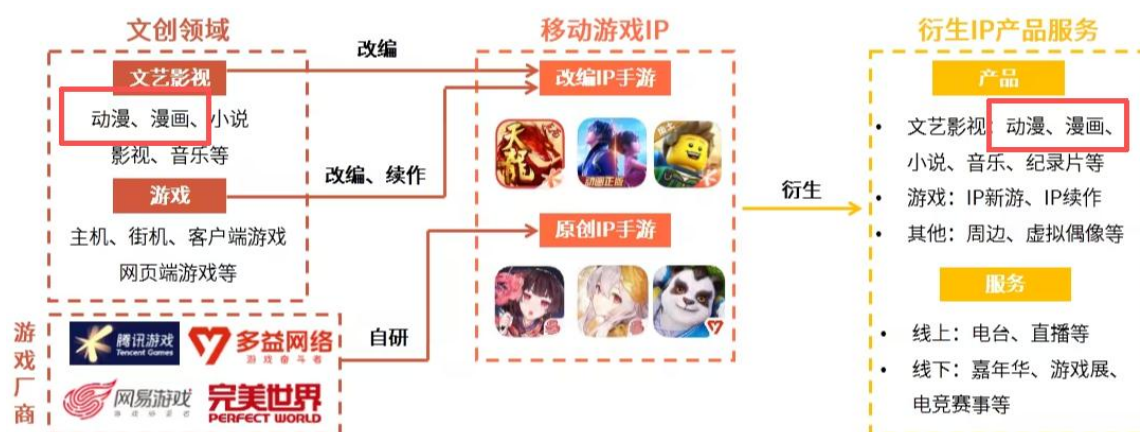 文创领域
文艺影视
动漫、漫画、小说
影视、音乐等
游戏
主机、街机、客户端游戏
网页端游戏等
游戏厂商
腾讯游戏
Tencent Games
多益网络
游戏奋斗者
网易游戏
完美世界
PERFECT WORLD
改编
改编、续作
自研
移动游戏IP
改编IP手游
天龍
动画正版
原创IP手游
衍生
衍生IP产品服务
产品
• 文艺影视：动漫、漫画、
小说、音乐、纪录片等
• 游戏：IP新游、IP续作
• 其他：周边、虚拟偶像等
服务
• 线上：电台、直播等
• 线下：嘉年华、游戏展、
电竞赛事等